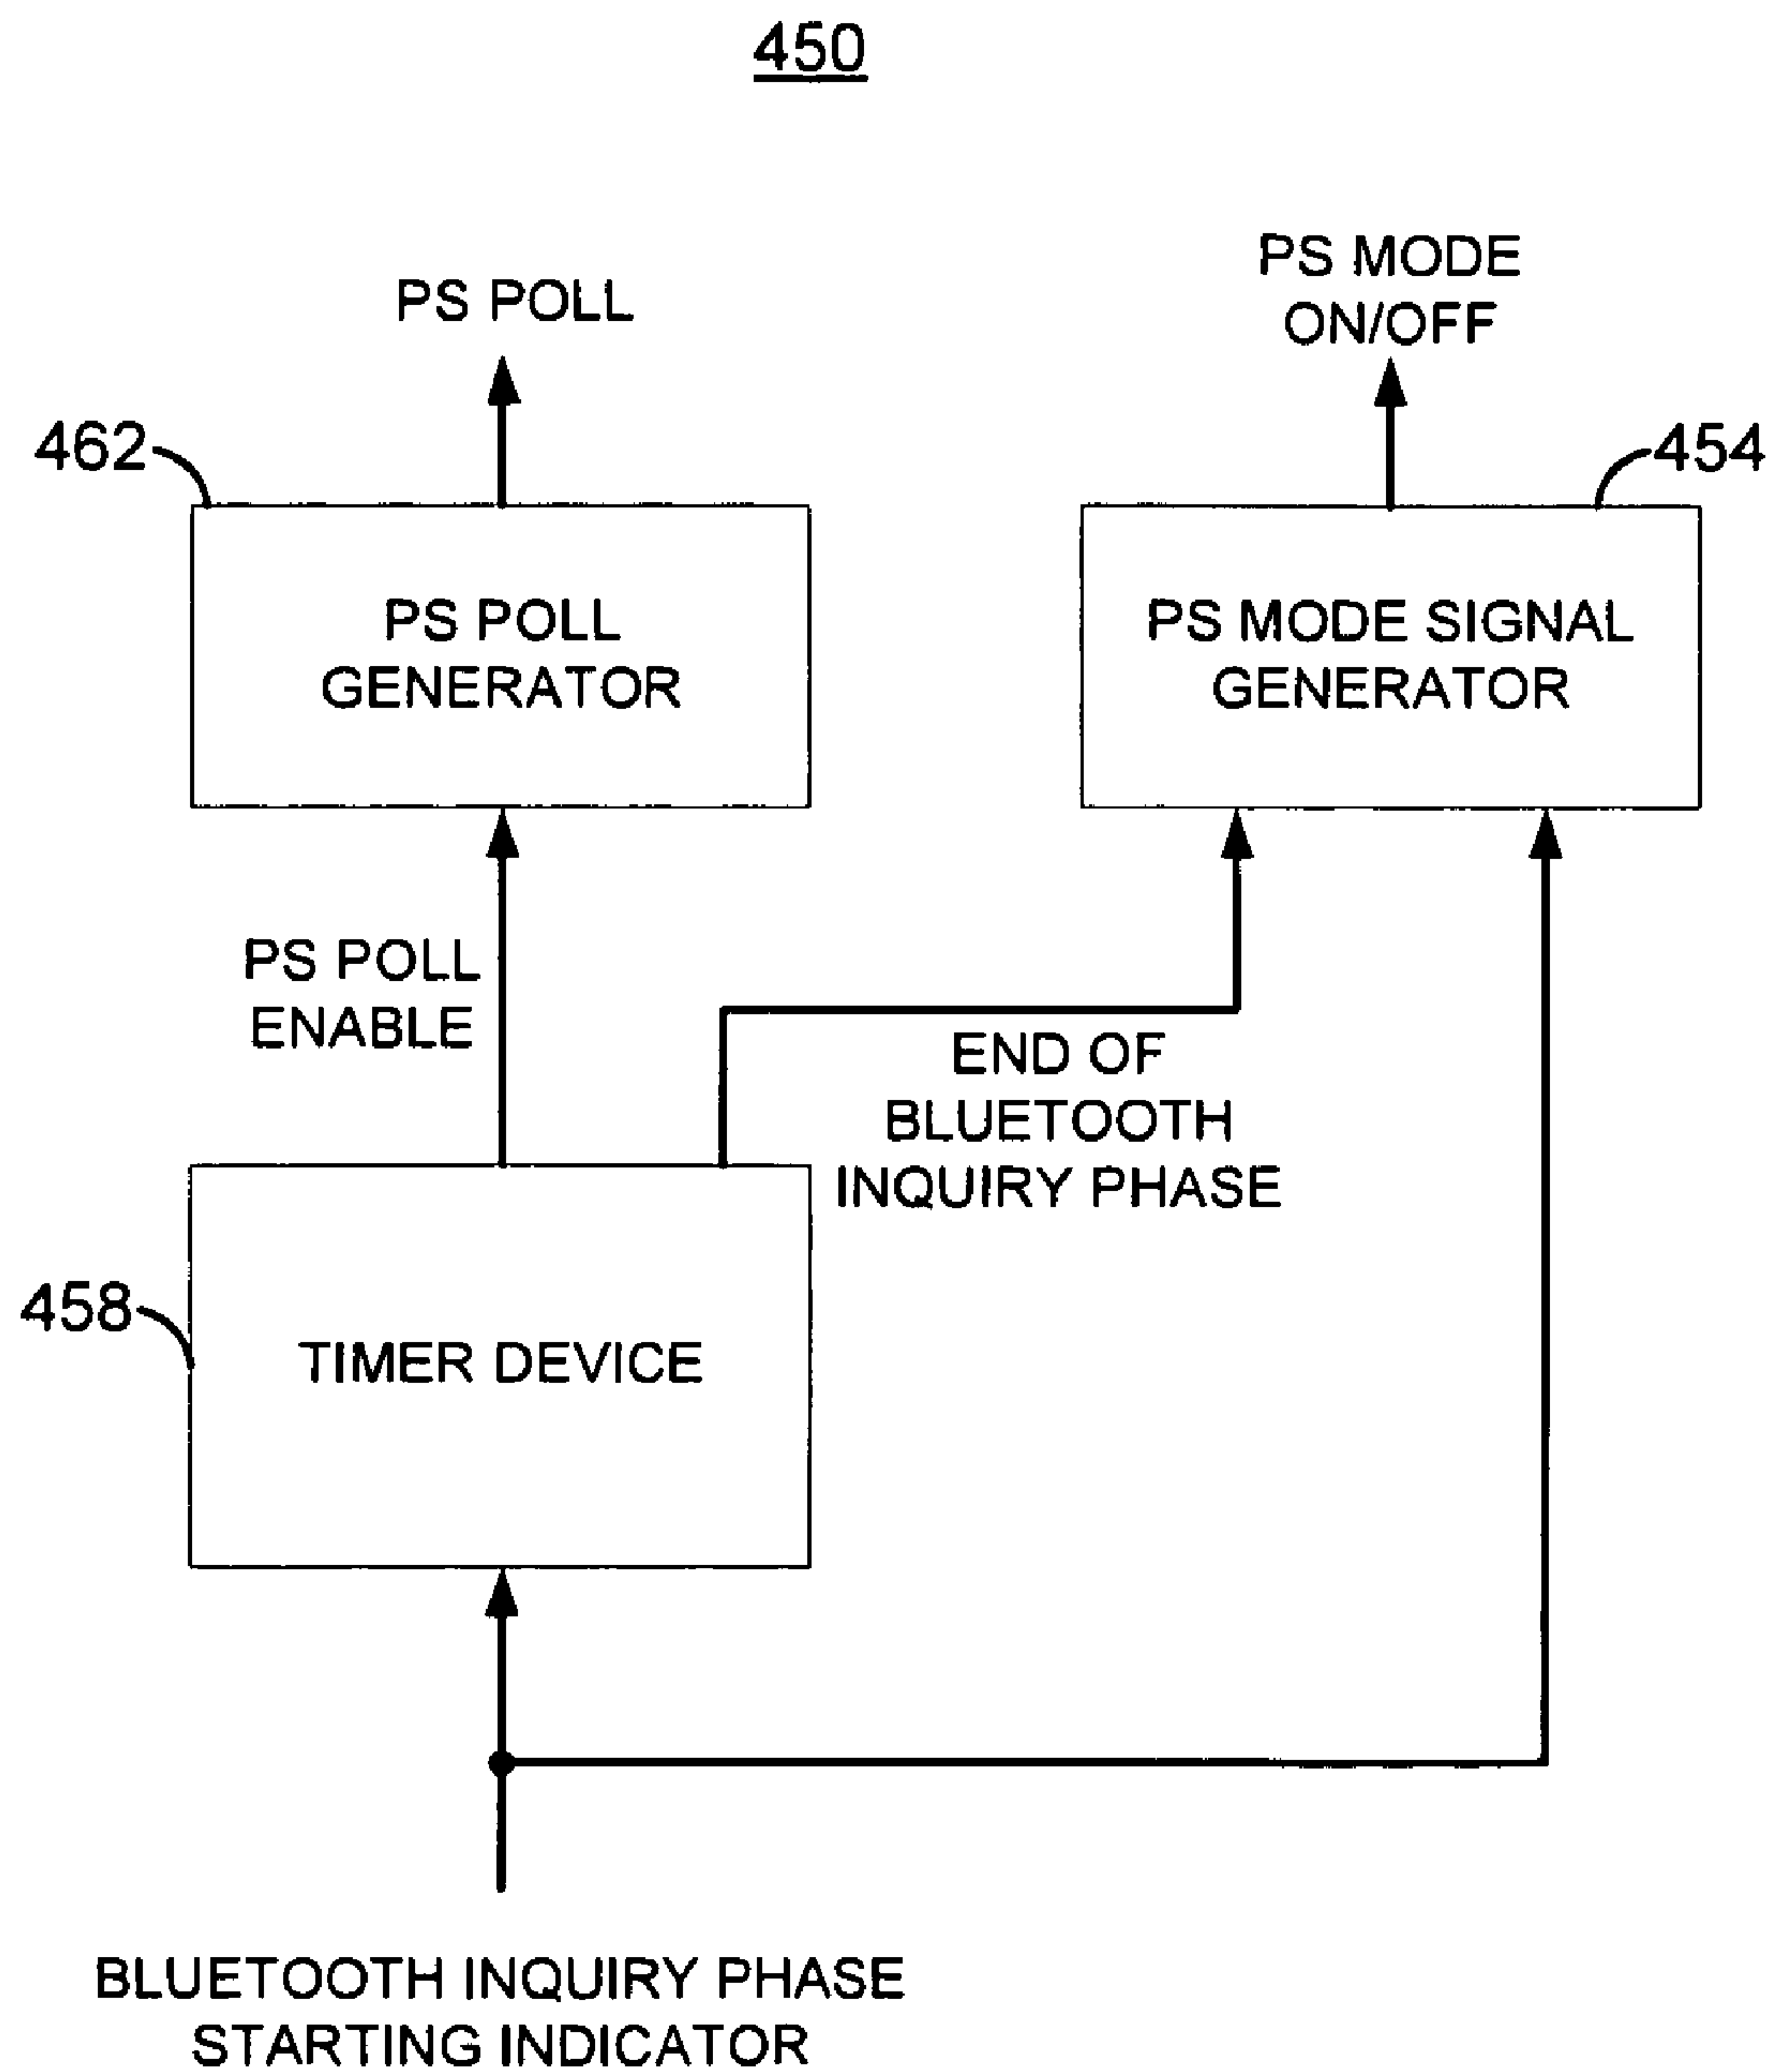 450
PS POLL
PS MODE
ON/OFF
462
454
PS POLL
GENERATOR
PS MODE SIGNAL
GENERATOR
PS POLL
ENABLE
END OF
BLUETOOTH
INQUIRY PHASE
458
TIMER DEVICE
BLUETOOTH INQUIRY PHASE
STARTING INDICATOR